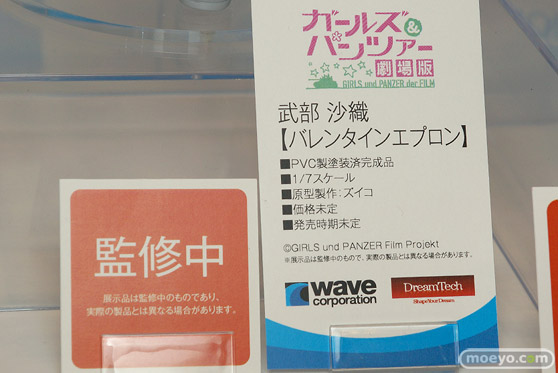 ガールズ&
パンツァー
劇場版
GIRLS und PANZER der FILM
武部 沙織
【バレンタインエプロン】
■PVC製塗装済完成品
■1/7スケール
■原型製作：ズイコ
■価格未定
■発売時期未定
©GIRLS und PANZER Film Projekt
※展示品は監修中のもので、実際の製品とは異なる場合があります。
wave
corporation
DreamTech
ShapeYourDream
監修中
展示品は監修中のものであり、
実際の製品とは異なる場合があります。
moeyo.com